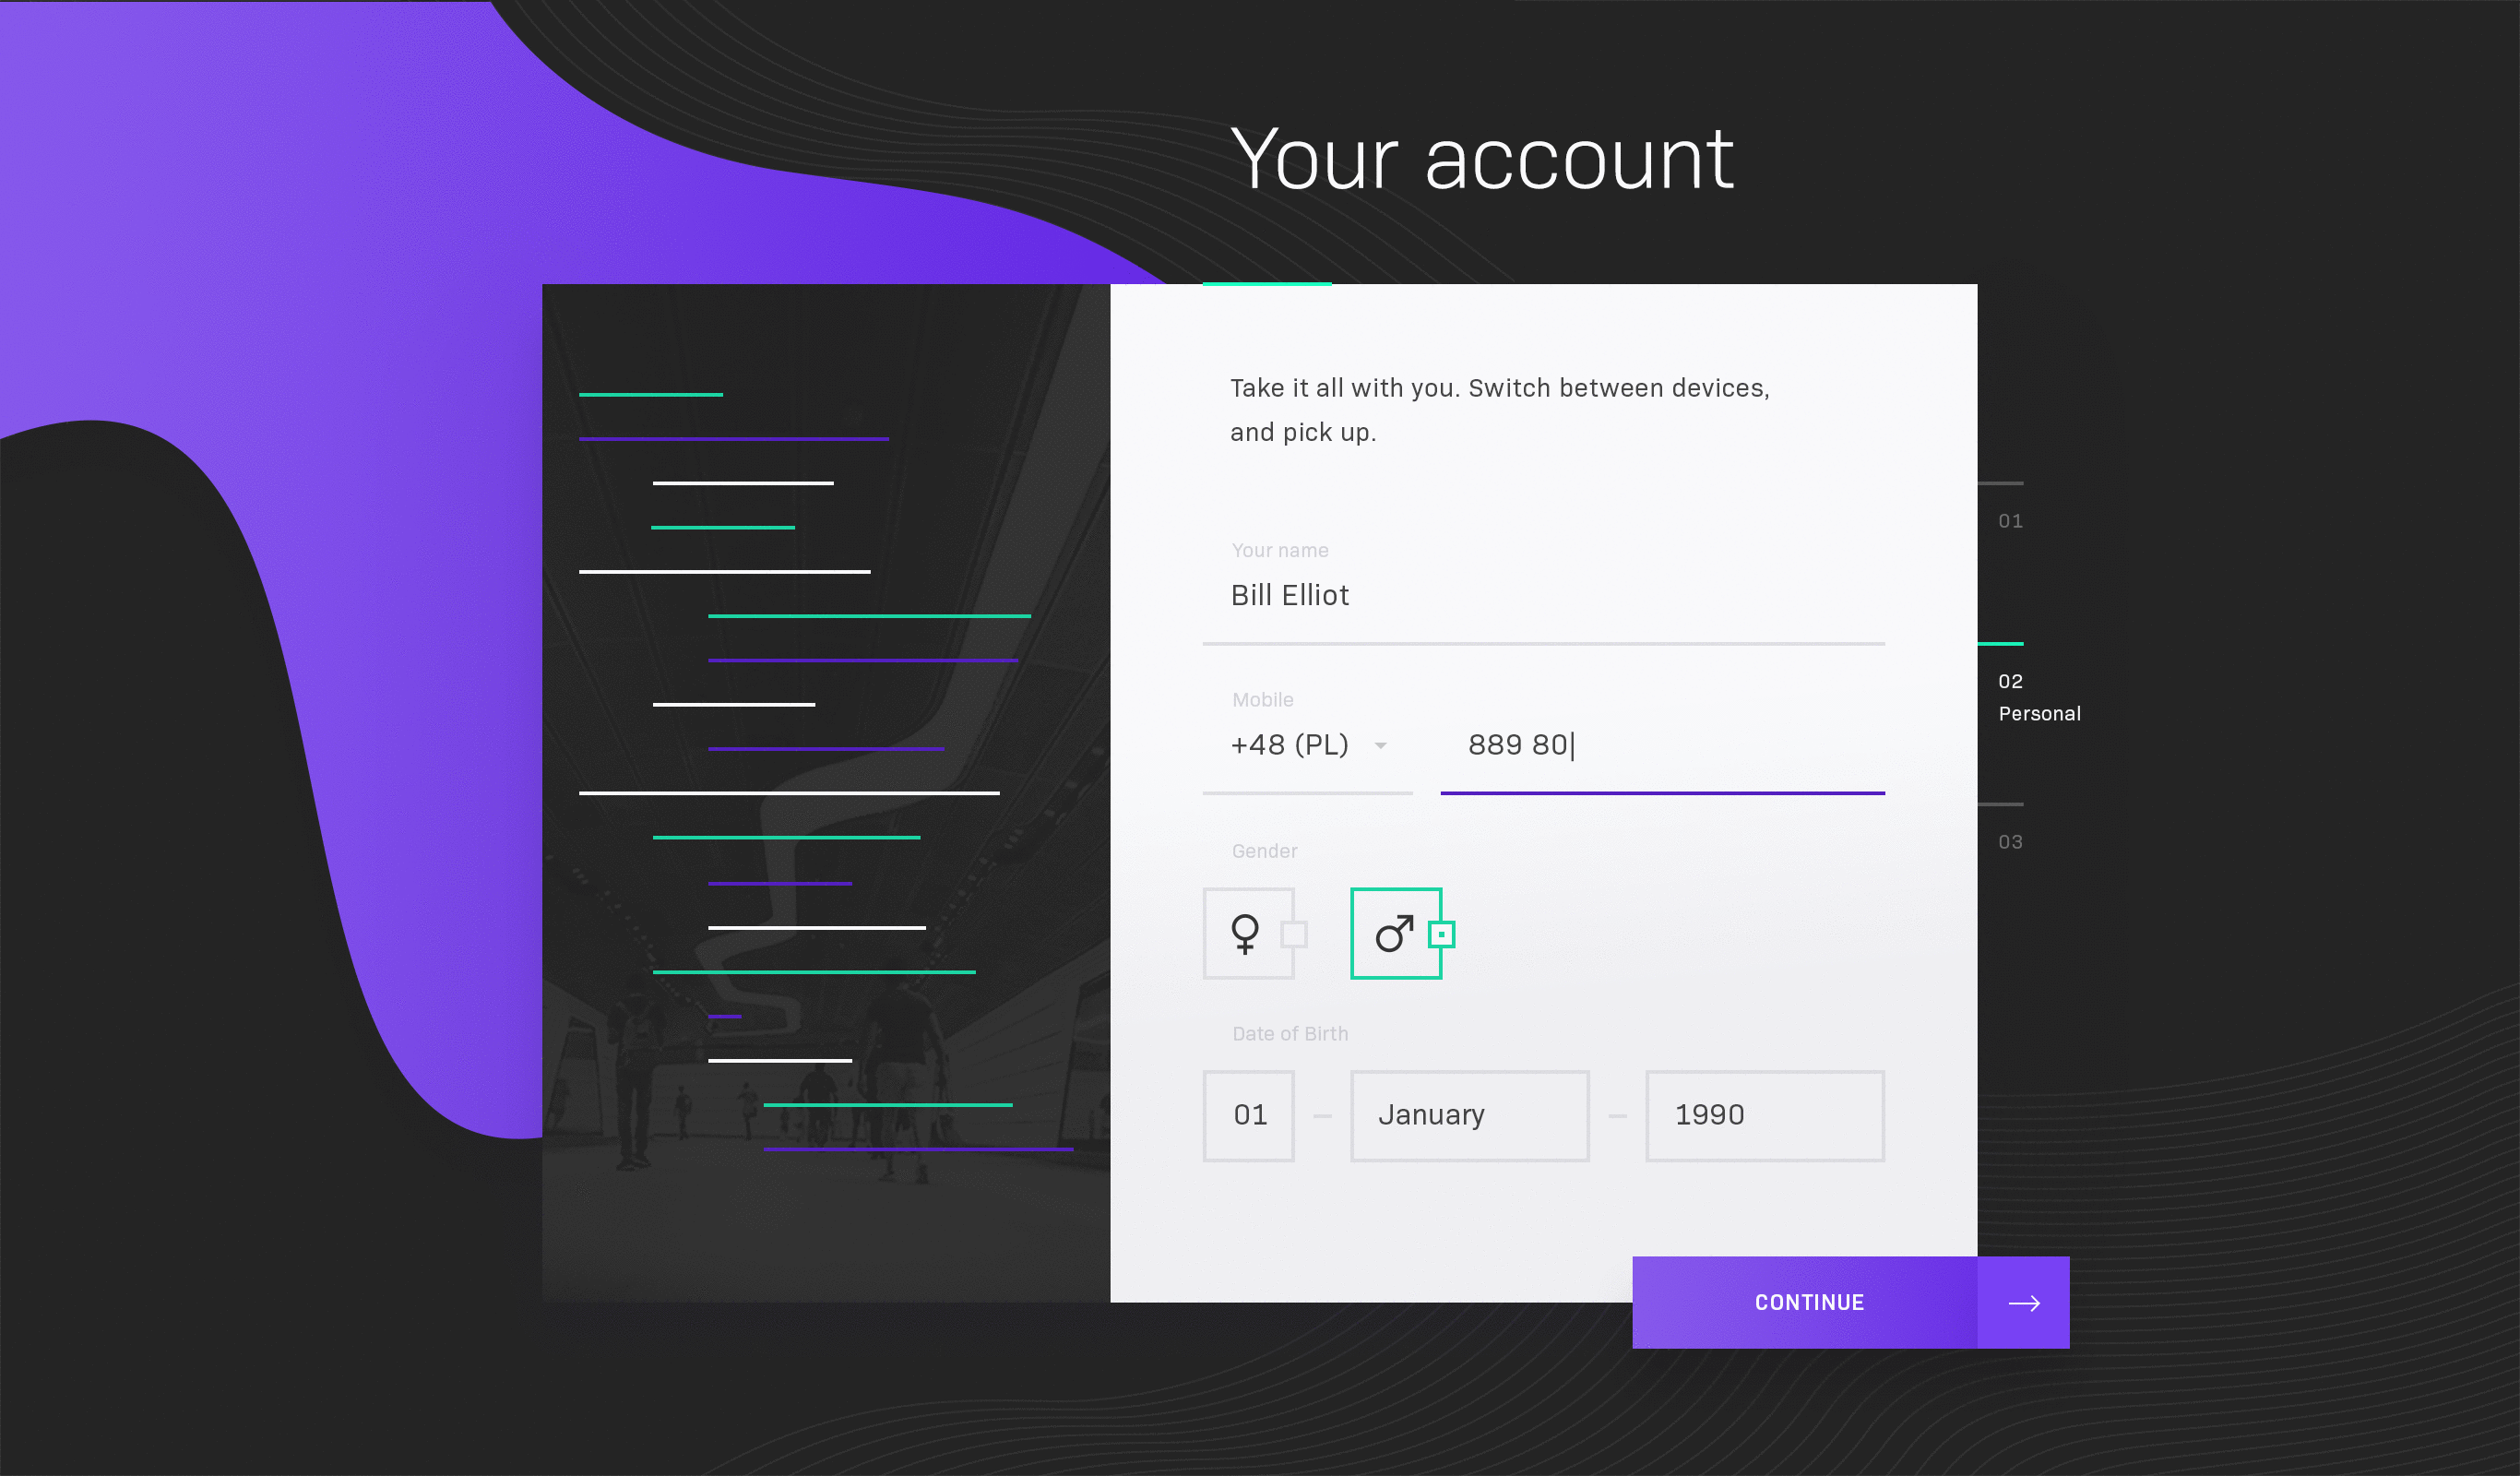 Your account
Take it all with you. Switch between devices,
and pick up.
Your name
Bill Elliot
Mobile
+48 (PL)
889 80
Gender
Date of Birth
01
January
1990
01
02
Personal
03
CONTINUE